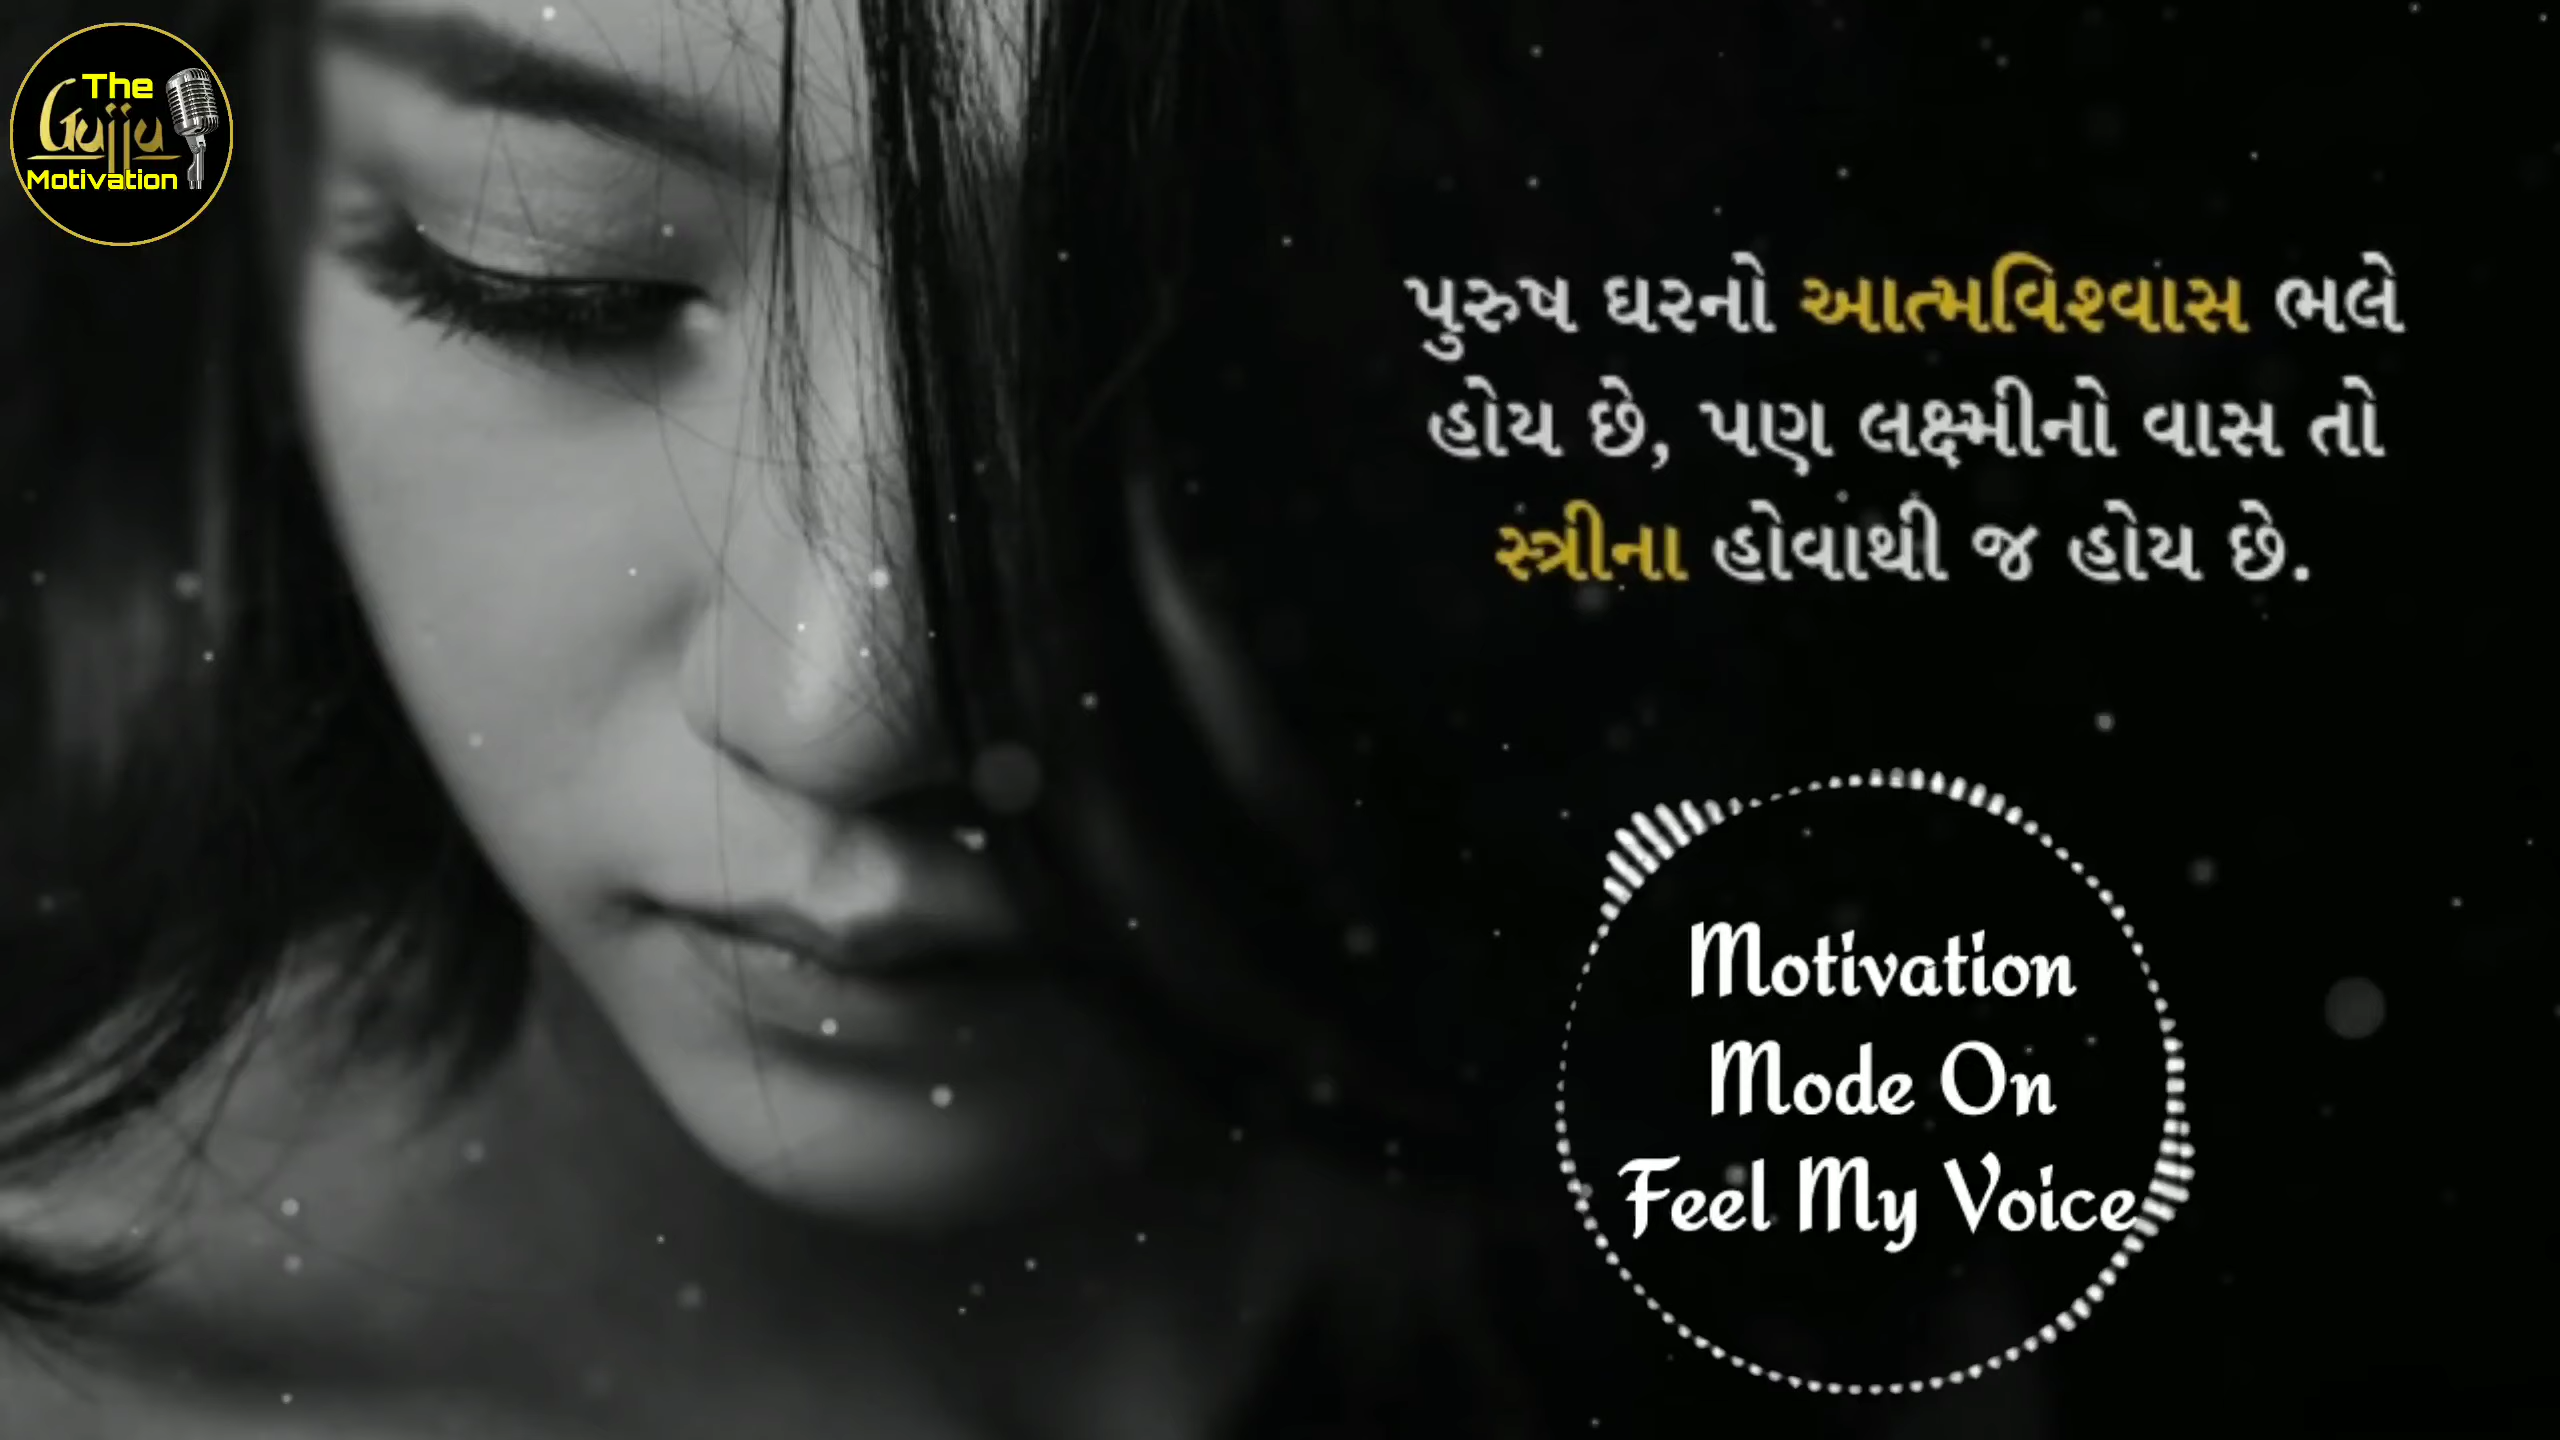 The
Gujju
Motivation
પુરુષ ઘરનો આત્મવિશ્વાસ ભલે
હોય છે, પણ લક્ષ્મીનો વાસ તો
સ્ત્રીના હોવાથી જ હોય છે.
Motivation
Mode On
Feel My Voice